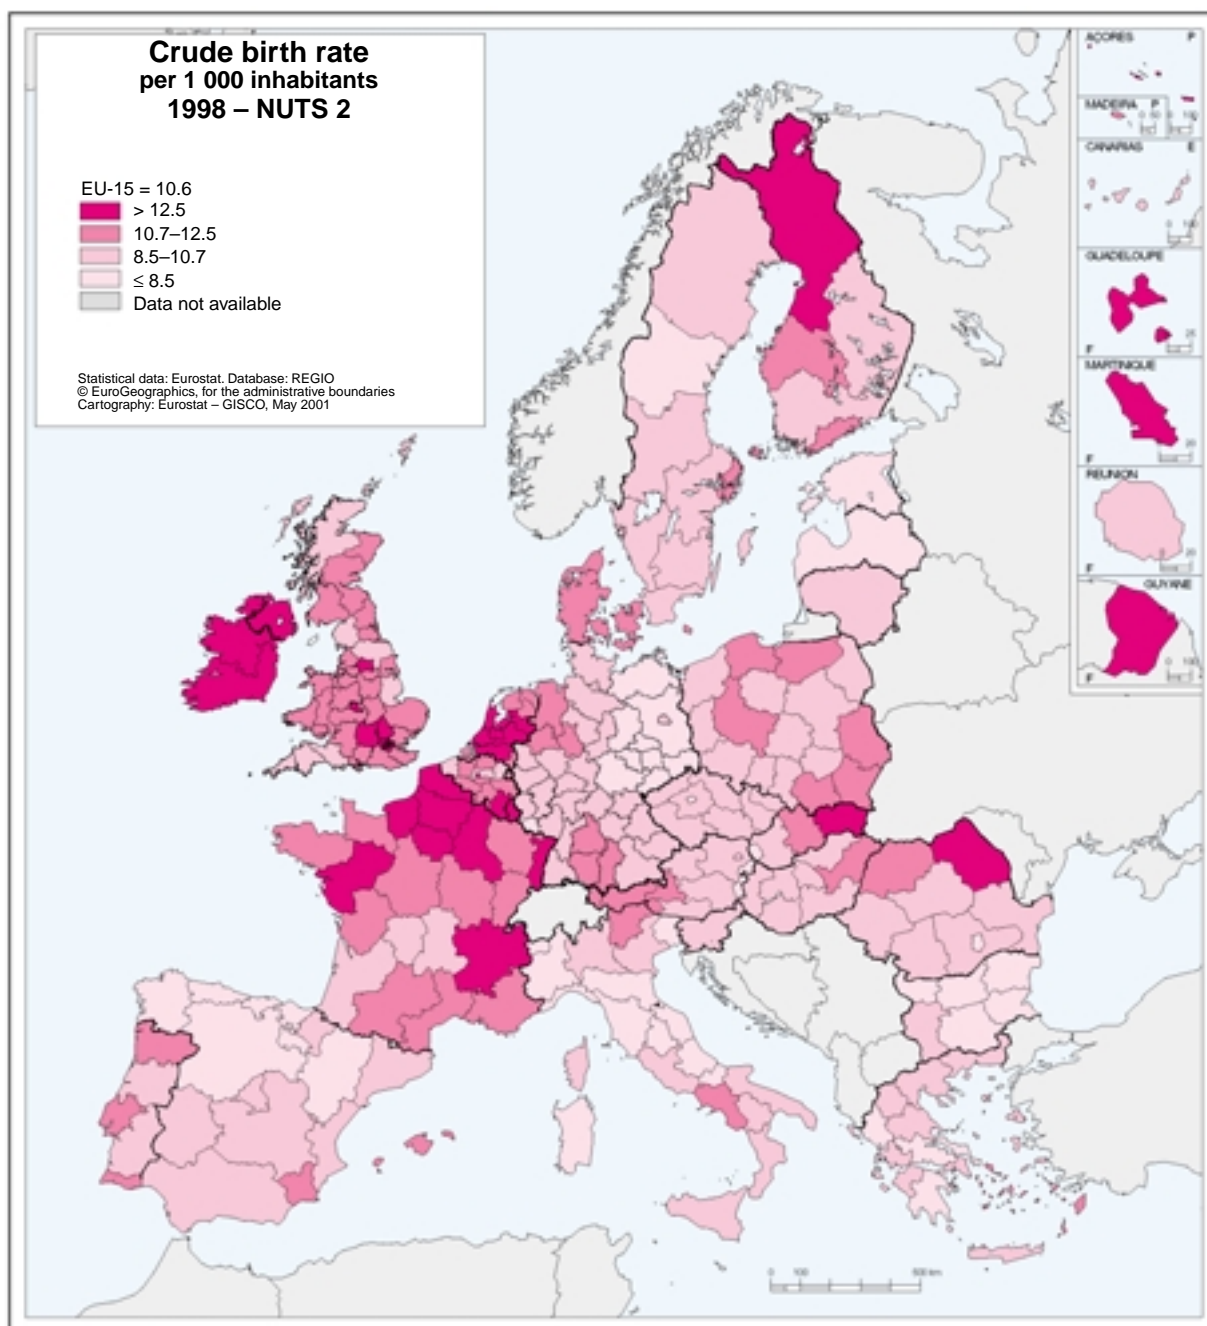 Crude birth rate
per 1 000 inhabitants
1998 – NUTS 2
EU-15 = 10.6
> 12.5
10.7–12.5
8.5–10.7
≤ 8.5
Data not available
Statistical data: Eurostat. Database: REGIO
© EuroGeographics, for the administrative boundaries
Cartography: Eurostat – GISCO, May 2001
AÇORES P
MADEIRA P
CANARIAS E
GUADELOUPE
F
MARTINIQUE
F
REUNION
F
GUYANE
F
0 100 500 km